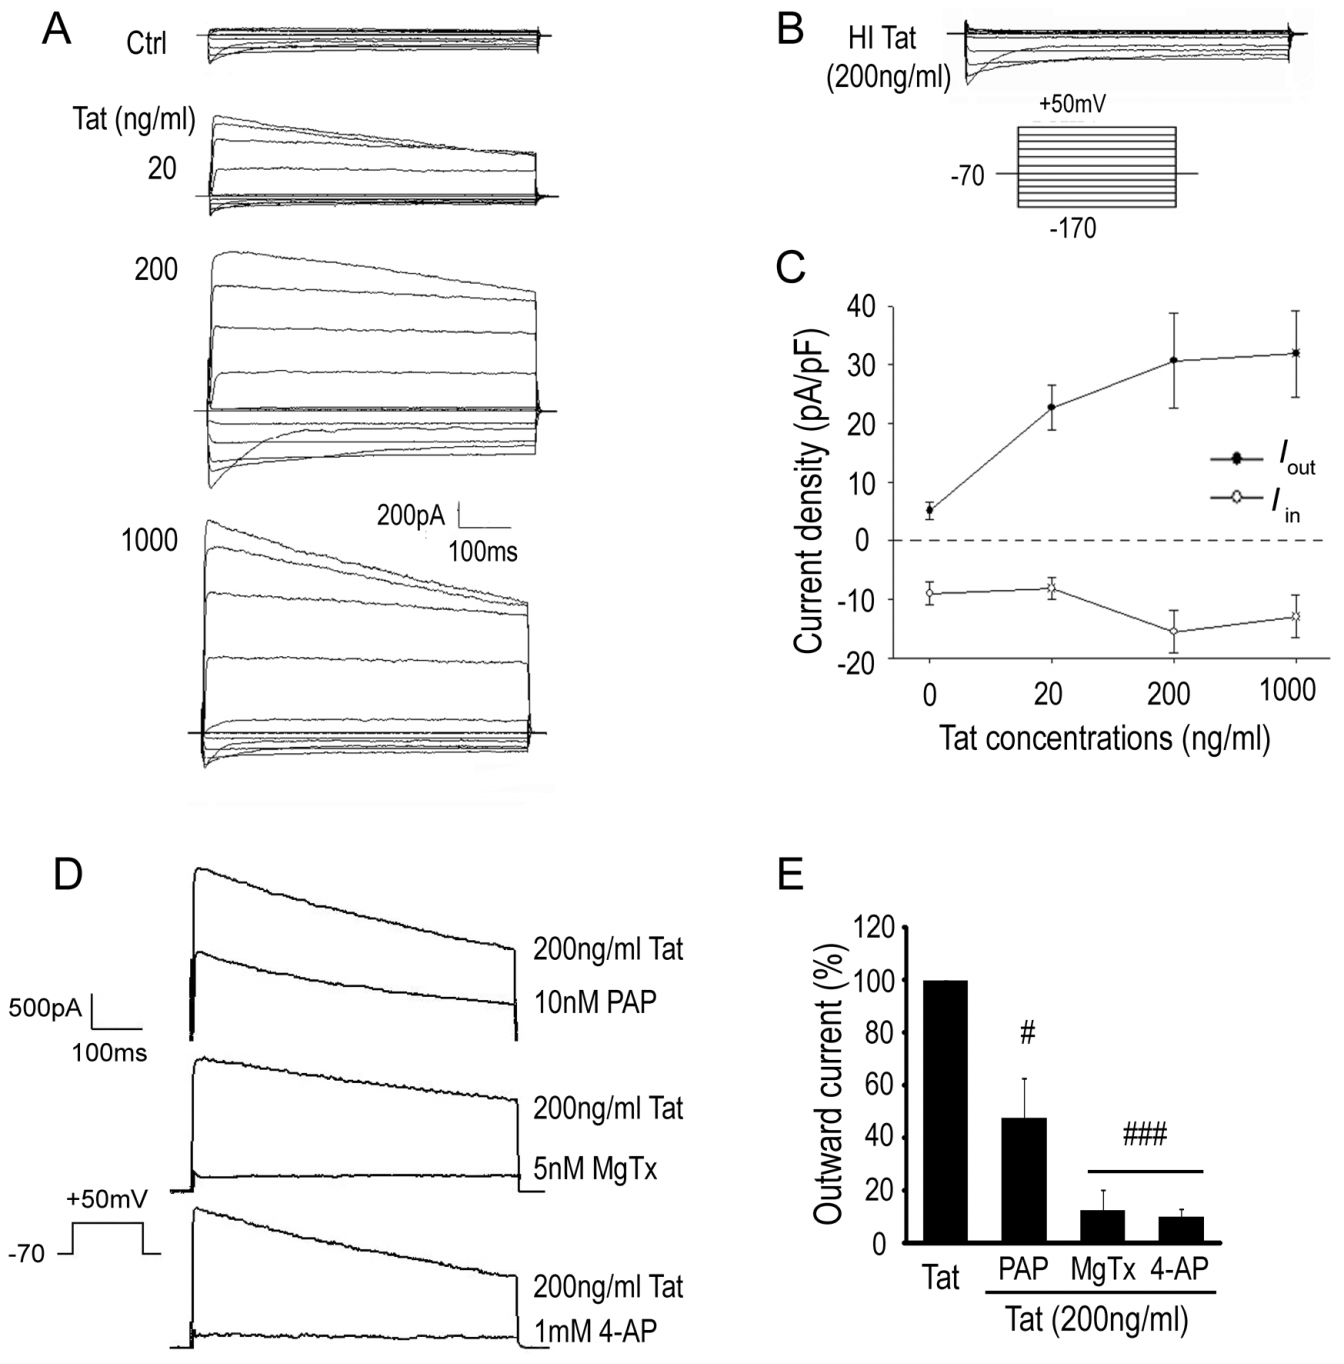 A
Ctrl
Tat (ng/ml)
20
200
1000
200pA
100ms
B
HI Tat
(200ng/ml)
+50mV
-70
-170
C
Current density (pA/pF)
40
30
20
10
0
-10
-20
I out
I in
0 20 200 1000
Tat concentrations (ng/ml)
D
500pA
100ms
200ng/ml Tat
10nM PAP
200ng/ml Tat
5nM MgTx
+50mV
-70
200ng/ml Tat
1mM 4-AP
E
Outward current (%)
120
100
80
60
40
20
0
#
###
Tat PAP MgTx 4-AP
Tat (200ng/ml)